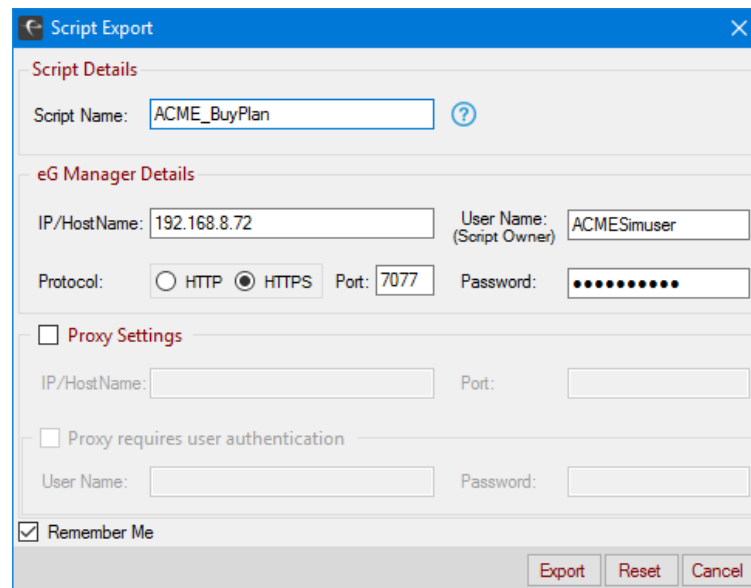 Script Export
Script Details
Script Name: ACME_BuyPlan ?
eG Manager Details
IP/HostName: 192.168.8.72 User Name: ACMESimuser
(Script Owner)
Protocol: HTTP HTTPS Port: 7077 Password: ●●●●●●●●●●
Proxy Settings
IP/HostName: Port:
Proxy requires user authentication
User Name: Password:
Remember Me
Export Reset Cancel